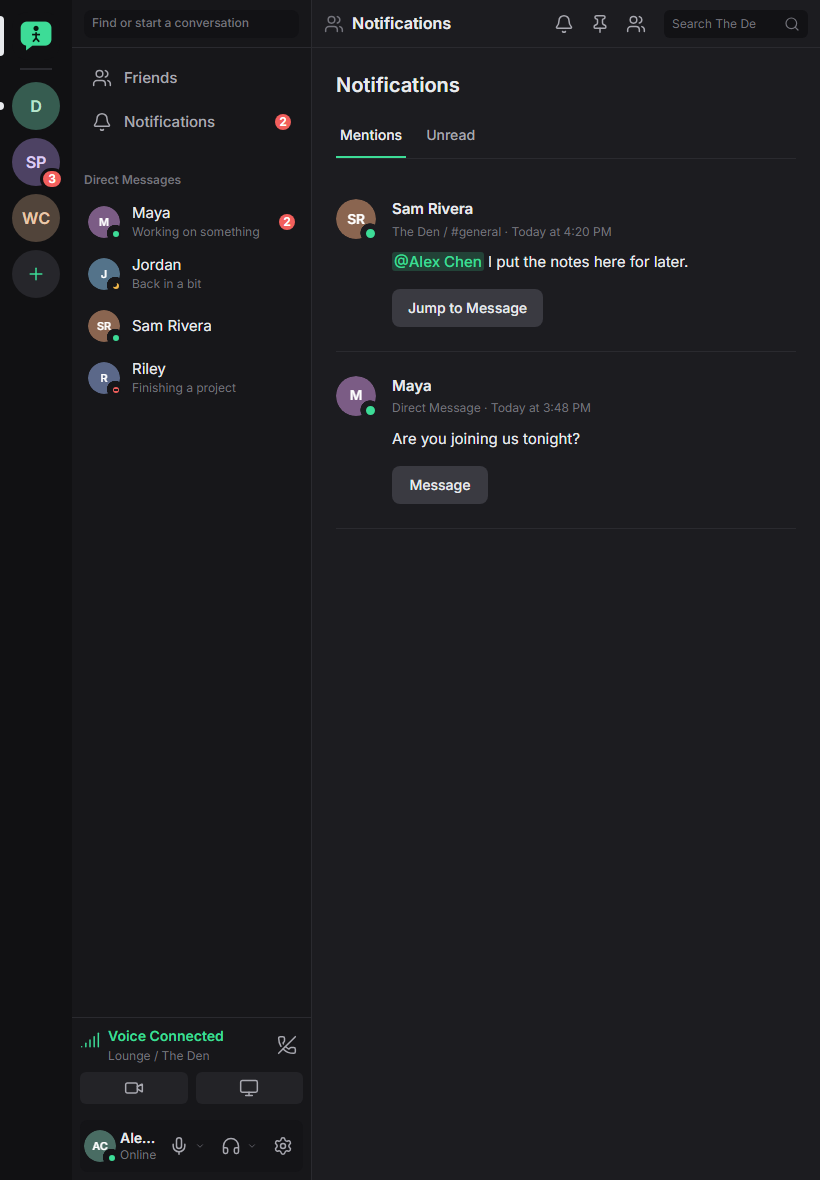 Find or start a conversation
Notifications
Search The De
D
SP
3
WC
Friends
Notifications
2
Direct Messages
M
Maya
Working on something
2
J
Jordan
Back in a bit
SR
Sam Rivera
R
Riley
Finishing a project
Notifications
Mentions
Unread
SR
Sam Rivera
The Den / #general · Today at 4:20 PM
@Alex Chen I put the notes here for later.
Jump to Message
M
Maya
Direct Message · Today at 3:48 PM
Are you joining us tonight?
Message
Voice Connected
Lounge / The Den
AC
Ale...
Online